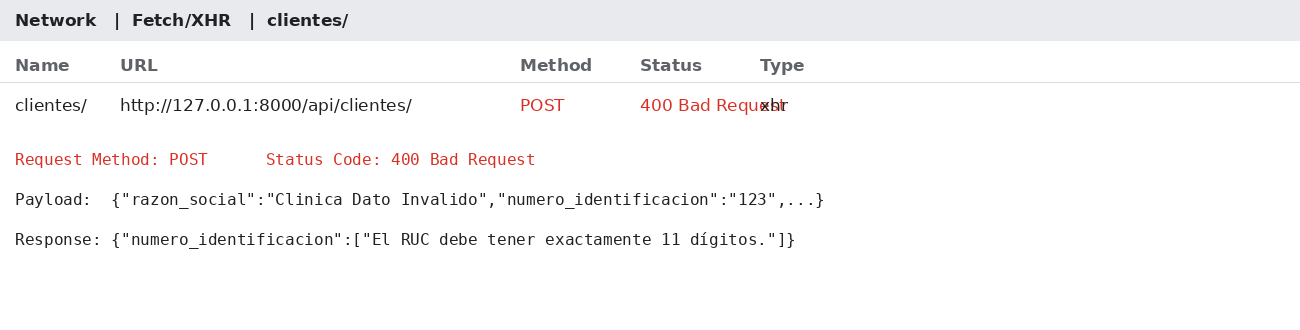 Network | Fetch/XHR | clientes/
Name URL Method Status Type
clientes/ http://127.0.0.1:8000/api/clientes/ POST 400 Bad Request xhr
Request Method: POST Status Code: 400 Bad Request
Payload: {"razon_social":"Clinica Dato Invalido","numero_identificacion":"123",...}
Response: {"numero_identificacion":["El RUC debe tener exactamente 11 dígitos."]}